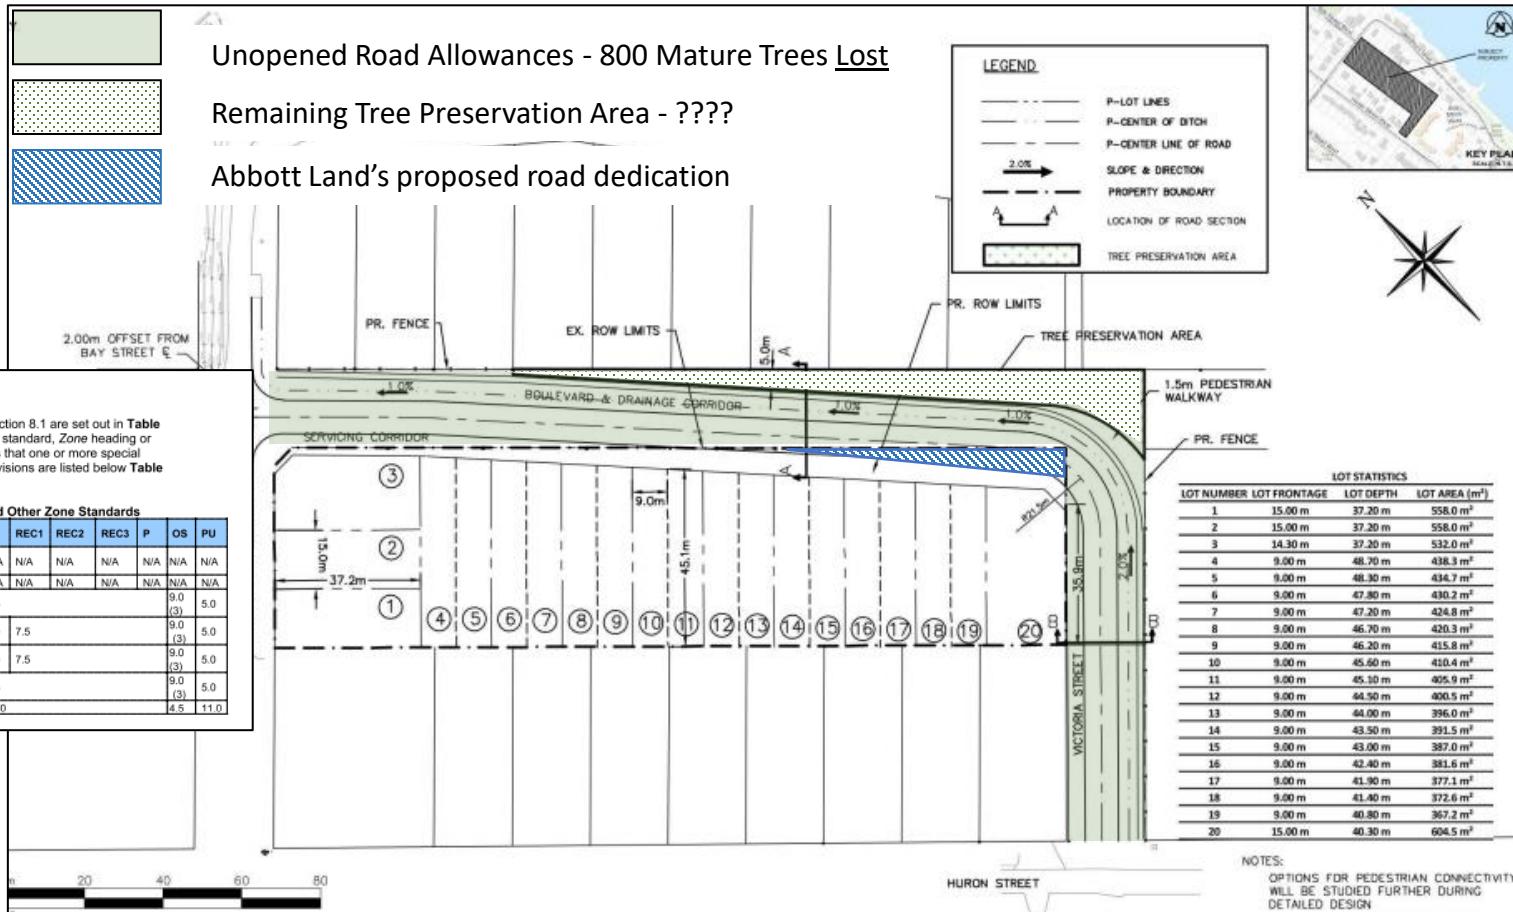 Unopened Road Allowances - 800 Mature Trees Lost
Remaining Tree Preservation Area - ????
Abbott Land's proposed road dedication
LEGEND
P-LOT LINES
P-CENTER OF DITCH
P-CENTER LINE OF ROAD
2.0% SLOPE & DIRECTION
PROPERTY BOUNDARY
A A LOCATION OF ROAD SECTION
TREE PRESERVATION AREA
N
SUBJECT
PROPERTY
KEY PLAN
N
2.00m OFFSET FROM
BAY STREET ℄
PR. FENCE
EX. ROW LIMITS
5.0m
A
PR. ROW LIMITS
TREE PRESERVATION AREA
1.5m PEDESTRIAN
WALKWAY
PR. FENCE
1.0%
BOULEVARD & DRAINAGE CORRIDOR
1.0%
1.0%
SERVICING CORRIDOR
A
R21.5m
9.0m
45.1m
15.0m
37.2m
35.9m
2.0%
3
2
1
4 5 6 7 8 9 10 11 12 13 14 15 16 17 18 19 20
B B
VICTORIA STREET
HURON STREET
ction 8.1 are set out in Table
standard, Zone heading or
s that one or more special
visions are listed below Table
d Other Zone Standards
REC1 REC2 REC3 P OS PU
A N/A N/A N/A N/A N/A N/A
A N/A N/A N/A N/A N/A N/A
9.0 (3) 5.0
7.5 9.0 (3) 5.0
7.5 9.0 (3) 5.0
9.0 (3) 5.0
0 4.5 11.0
LOT STATISTICS
LOT NUMBER LOT FRONTAGE LOT DEPTH LOT AREA (m²)
1 15.00 m 37.20 m 558.0 m²
2 15.00 m 37.20 m 558.0 m²
3 14.30 m 37.20 m 532.0 m²
4 9.00 m 48.70 m 438.3 m²
5 9.00 m 48.30 m 434.7 m²
6 9.00 m 47.80 m 430.2 m²
7 9.00 m 47.20 m 424.8 m²
8 9.00 m 46.70 m 420.3 m²
9 9.00 m 46.20 m 415.8 m²
10 9.00 m 45.60 m 410.4 m²
11 9.00 m 45.10 m 405.9 m²
12 9.00 m 44.50 m 400.5 m²
13 9.00 m 44.00 m 396.0 m²
14 9.00 m 43.50 m 391.5 m²
15 9.00 m 43.00 m 387.0 m²
16 9.00 m 42.40 m 381.6 m²
17 9.00 m 41.90 m 377.1 m²
18 9.00 m 41.40 m 372.6 m²
19 9.00 m 40.80 m 367.2 m²
20 15.00 m 40.30 m 604.5 m²
NOTES:
OPTIONS FOR PEDESTRIAN CONNECTIVITY
WILL BE STUDIED FURTHER DURING
DETAILED DESIGN
20 40 60 80